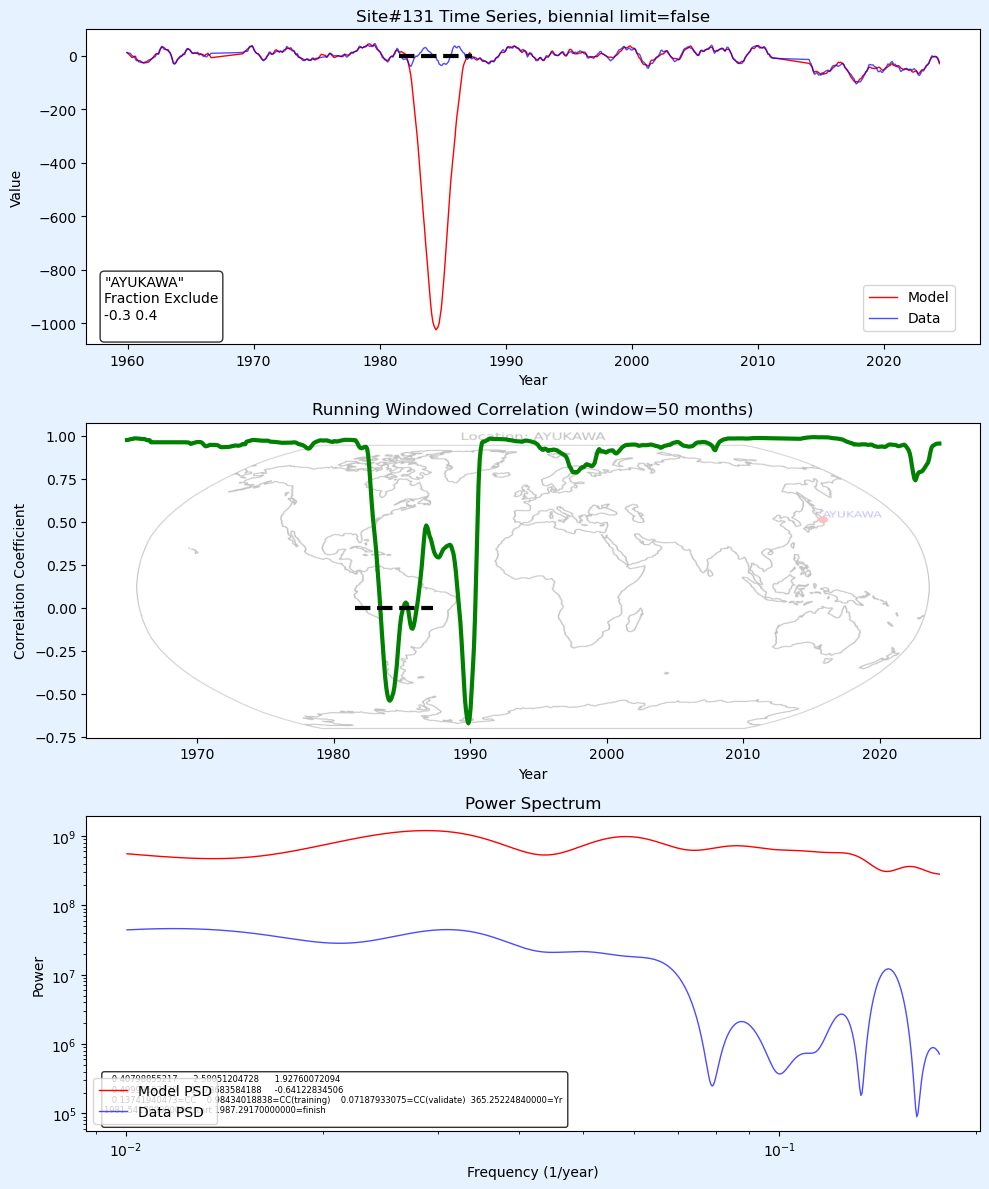 Site#131 Time Series, biennial limit=false
0
−200
−400
−600
−800
−1000
Value
"AYUKAWA"
Fraction Exclude
-0.3 0.4
Model
Data
1960
1970
1980
1990
2000
2010
2020
Year
Running Windowed Correlation (window=50 months)
Location: AYUKAWA
AYUKAWA
1.00
0.75
0.50
0.25
0.00
−0.25
−0.50
−0.75
Correlation Coefficient
1970
1980
1990
2000
2010
2020
Year
Power Spectrum
10⁹
10⁸
10⁷
10⁶
10⁵
Power
1.92760072094
-0.64122834506
0.98434018838=CC(training) 0.07187933075=CC(validate) 365.25224840000=Yr
1987.29170000000=finish
Model PSD
Data PSD
10⁻²
10⁻¹
Frequency (1/year)